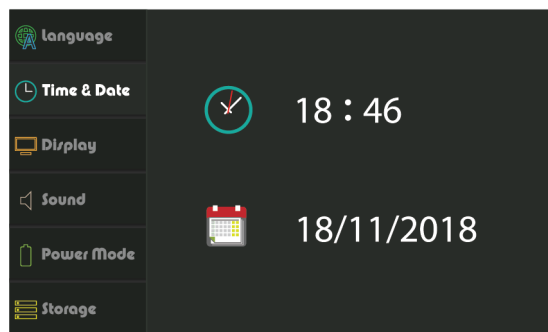 Language
Time & Date
Display
Sound
Power Mode
Storage
18 : 46
18/11/2018